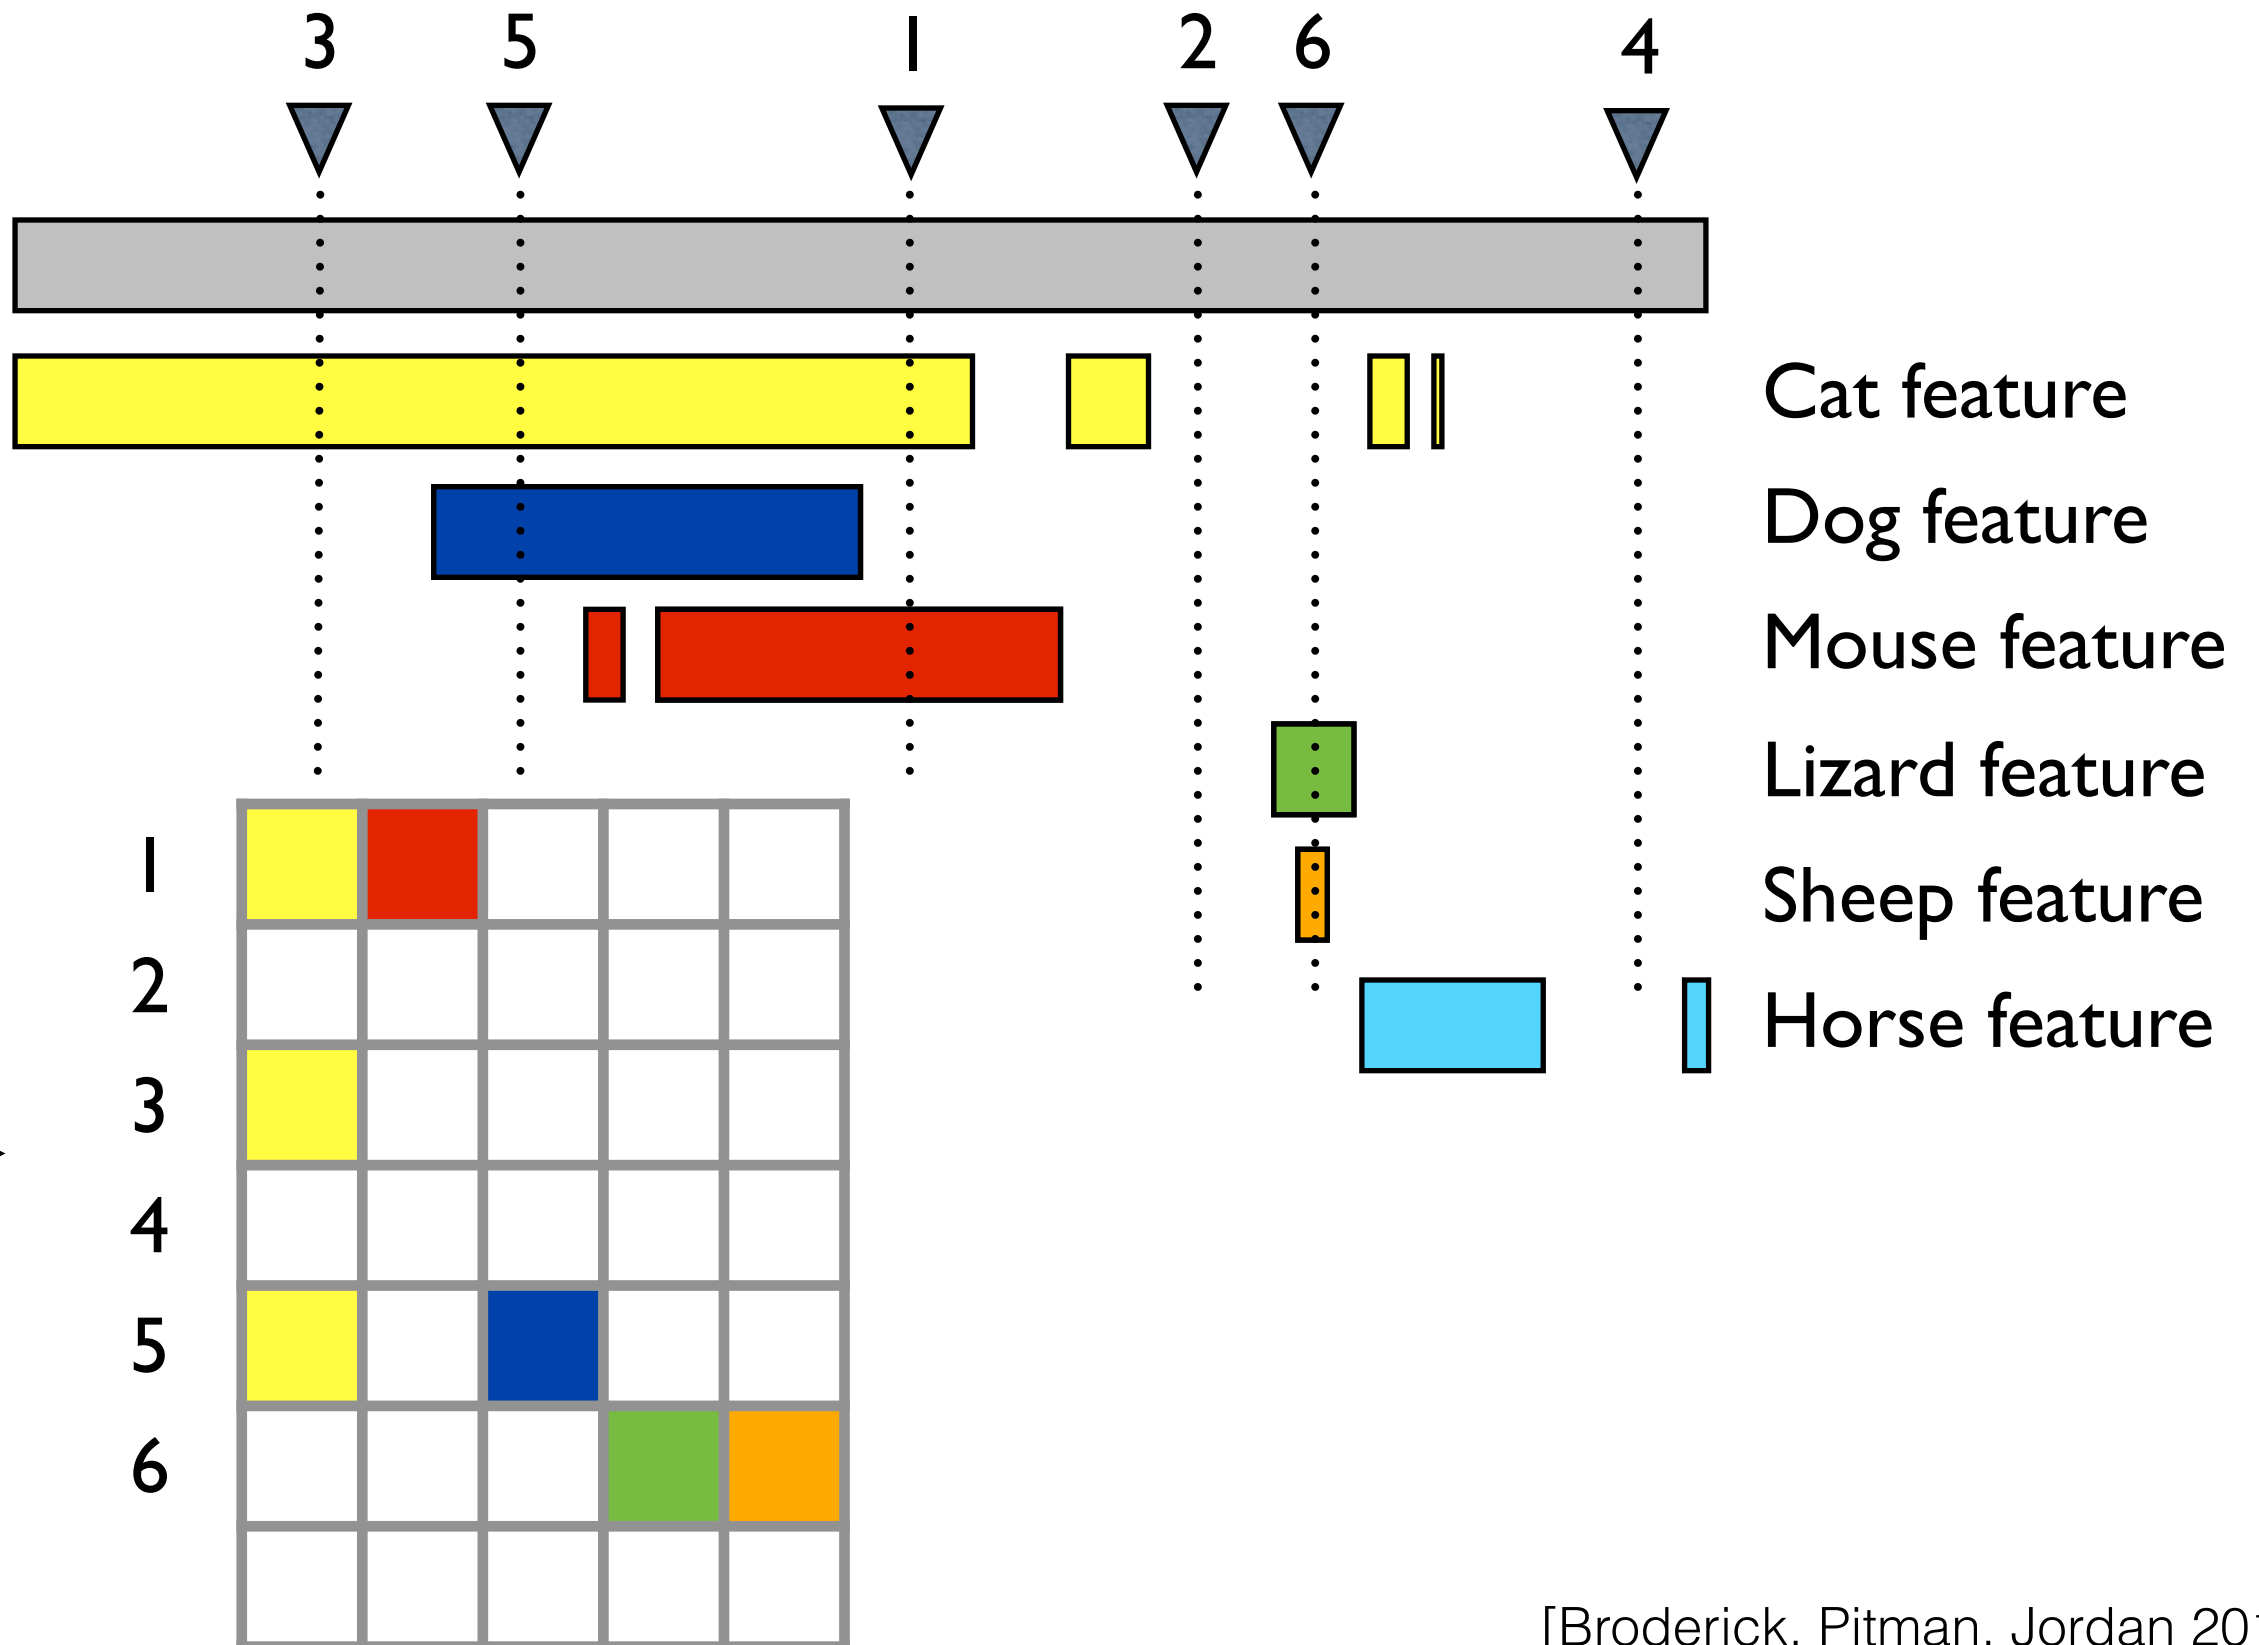 3 5 1 2 6 4
Cat feature
Dog feature
Mouse feature
Lizard feature
Sheep feature
Horse feature
1
2
3
4
5
6
[Broderick, Pitman, Jordan